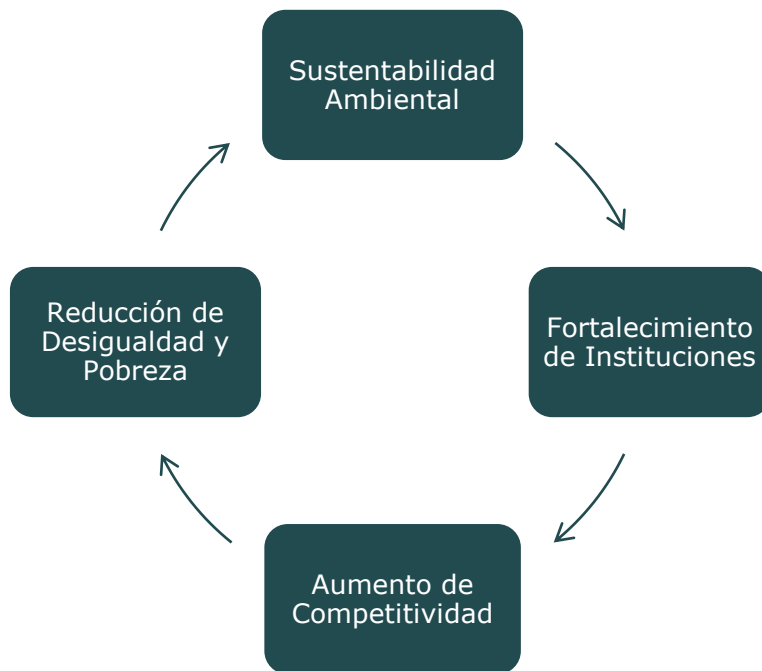 Sustentabilidad
Ambiental
Fortalecimiento
de Instituciones
Aumento de
Competitividad
Reducción de
Desigualdad y
Pobreza